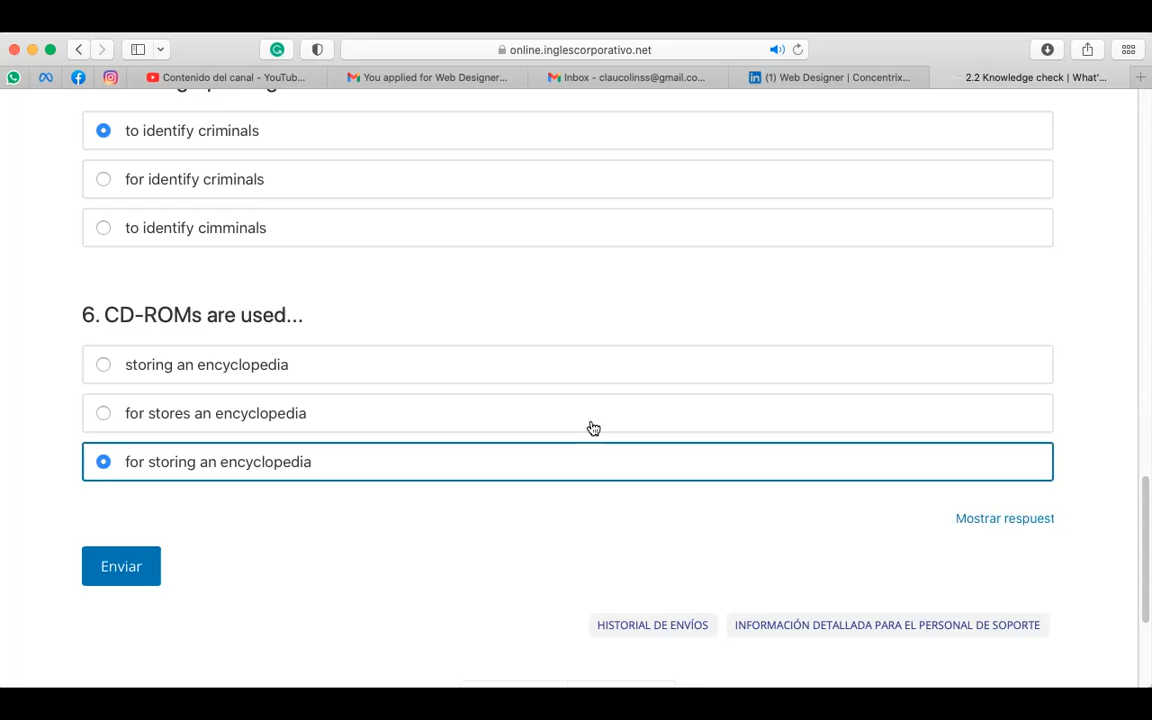 online.inglescorporativo.net
Contenido del canal - YouTub...
You applied for Web Designer...
Inbox - claucolinss@gmail.co...
(1) Web Designer | Concentrix...
2.2 Knowledge check | What'...
to identify criminals
for identify criminals
to identify cimminals
6. CD-ROMs are used...
storing an encyclopedia
for stores an encyclopedia
for storing an encyclopedia
Mostrar respuest
Enviar
HISTORIAL DE ENVÍOS
INFORMACIÓN DETALLADA PARA EL PERSONAL DE SOPORTE